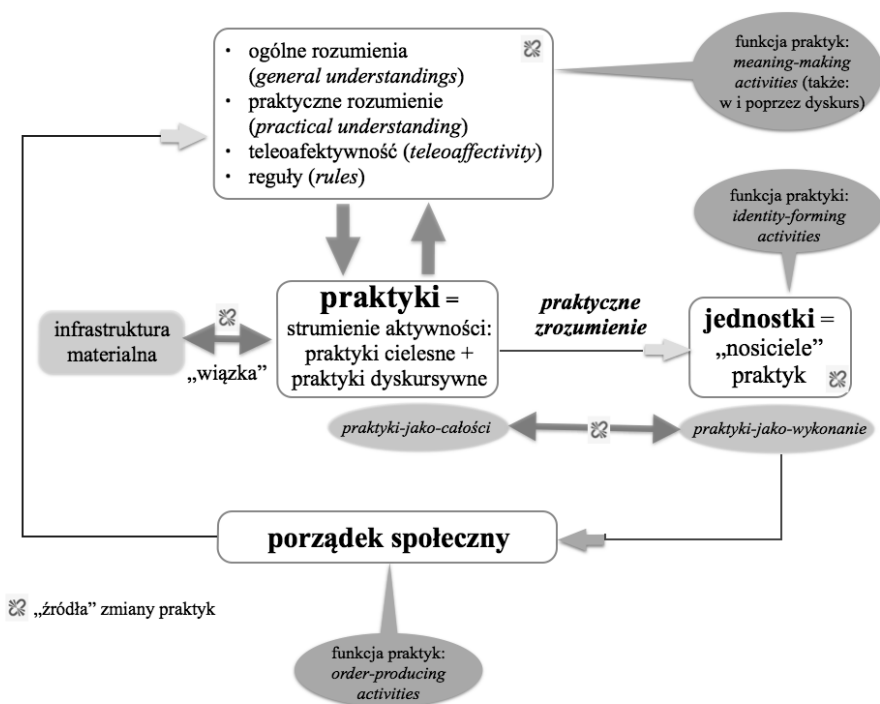 • ogólne rozumienia
(general understandings)
• praktyczne rozumienie
(practical understanding)
• teleoafektywność (teleoaffectivity)
• reguły (rules)
funkcja praktyk:
meaning-making
activities (także:
w i poprzez dyskurs)
funkcja praktyki:
identity-forming
activities
infrastruktura
materialna
„wiązka”
praktyki =
strumienie aktywności:
praktyki cielesne +
praktyki dyskursywne
praktyczne
zrozumienie
jednostki =
„nosiciele”
praktyk
praktyki-jako-całości
praktyki-jako-wykonanie
porządek społeczny
„źródła” zmiany praktyk
funkcja praktyk:
order-producing
activities